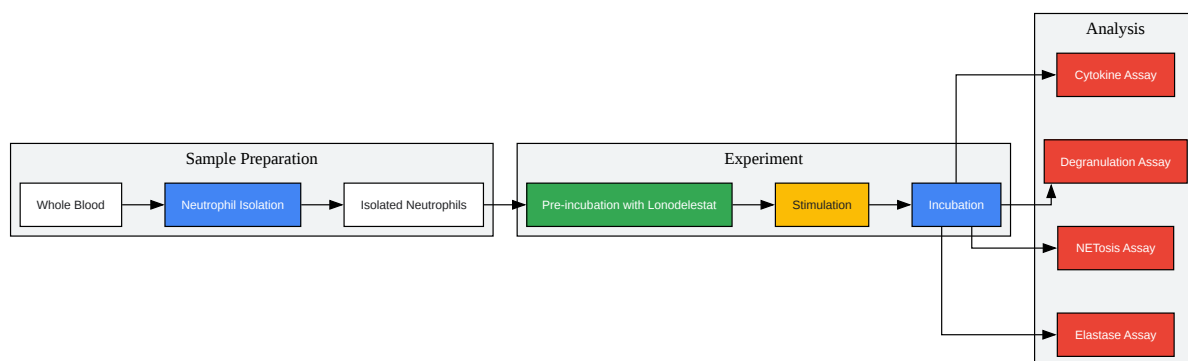 Sample Preparation
Whole Blood
Neutrophil Isolation
Isolated Neutrophils
Experiment
Pre-incubation with Lonodelestat
Stimulation
Incubation
Analysis
Cytokine Assay
Degranulation Assay
NETosis Assay
Elastase Assay